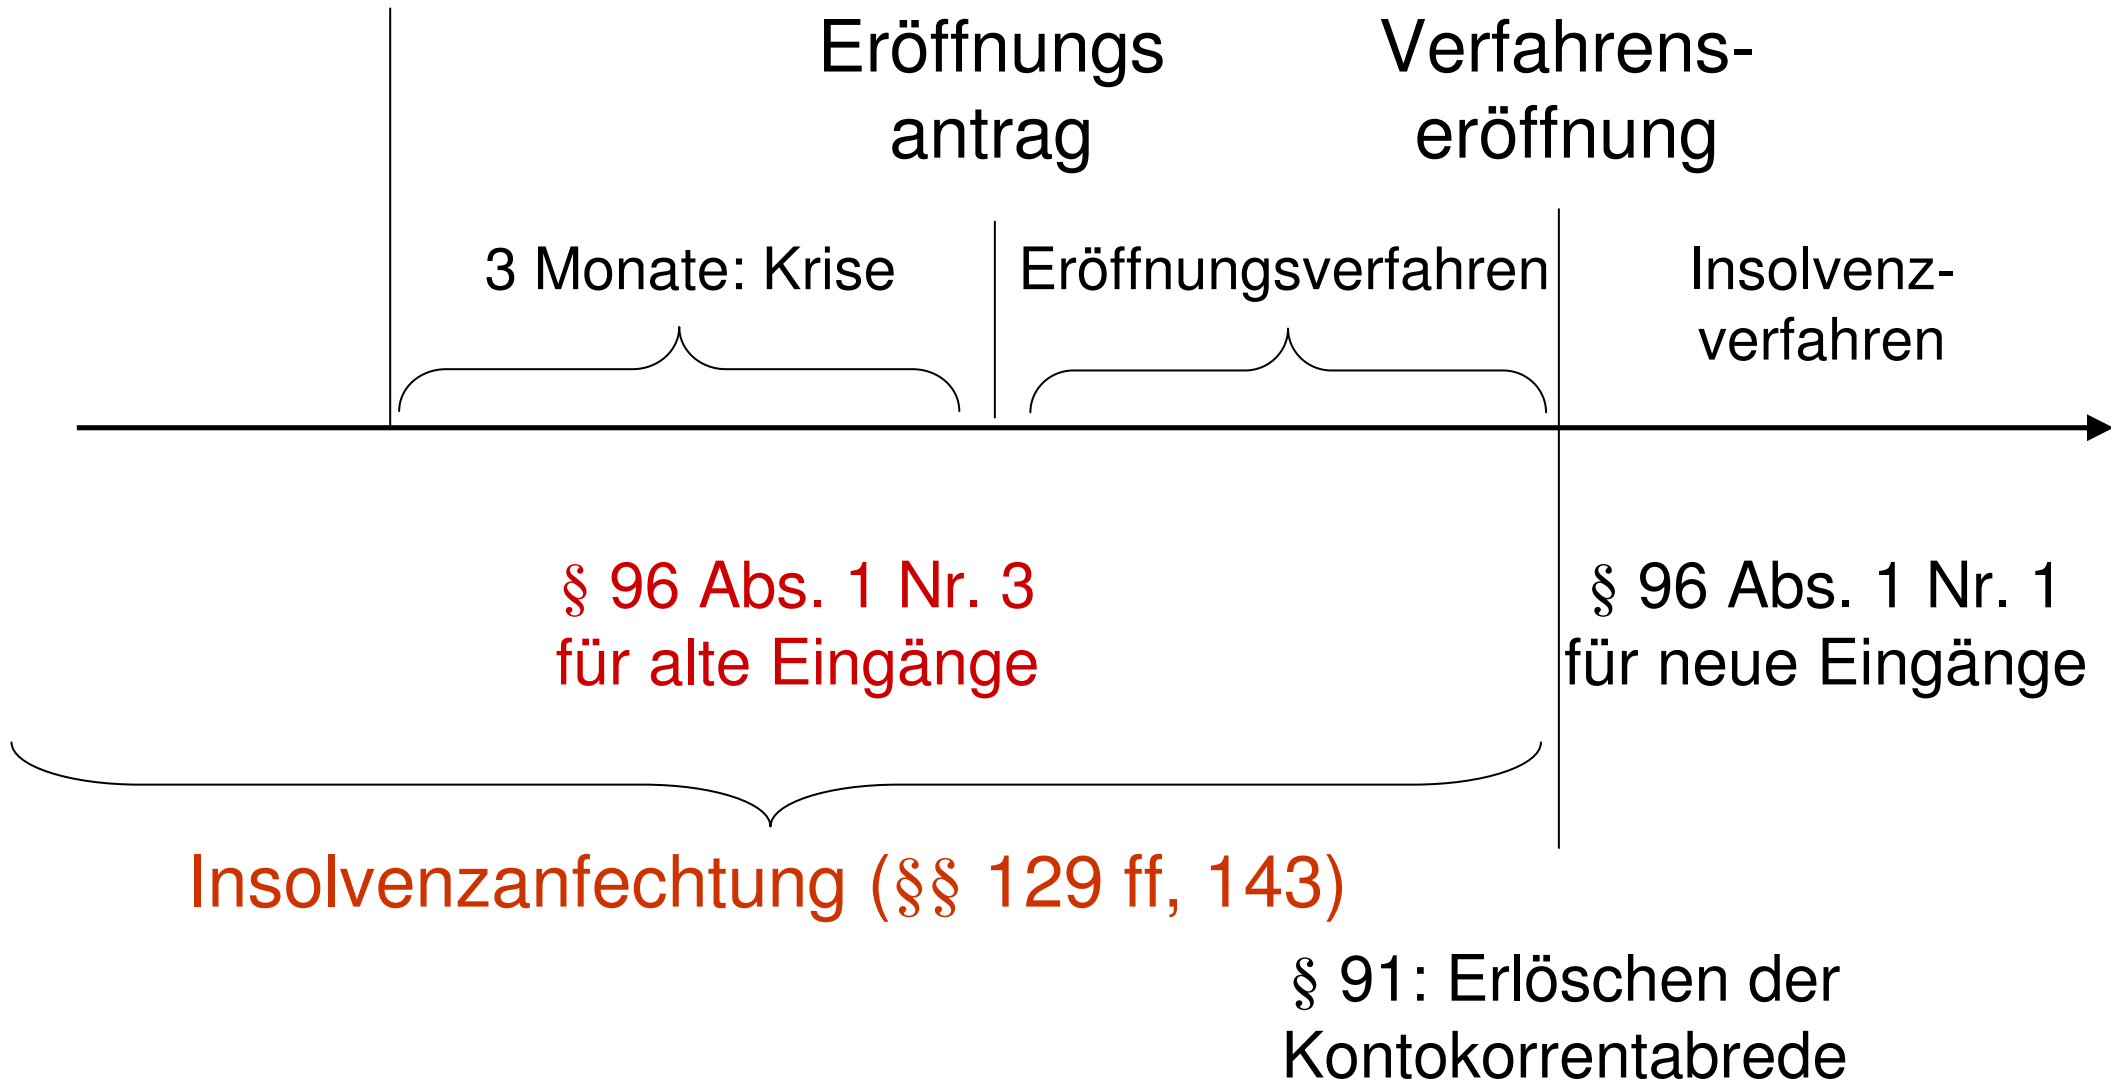 Eröffnungs
antrag
Verfahrens-
eröffnung
3 Monate: Krise
Eröffnungsverfahren
Insolvenz-
verfahren
§ 96 Abs. 1 Nr. 3
für alte Eingänge
§ 96 Abs. 1 Nr. 1
für neue Eingänge
Insolvenzanfechtung (§§ 129 ff, 143)
§ 91: Erlöschen der
Kontokorrentabrede